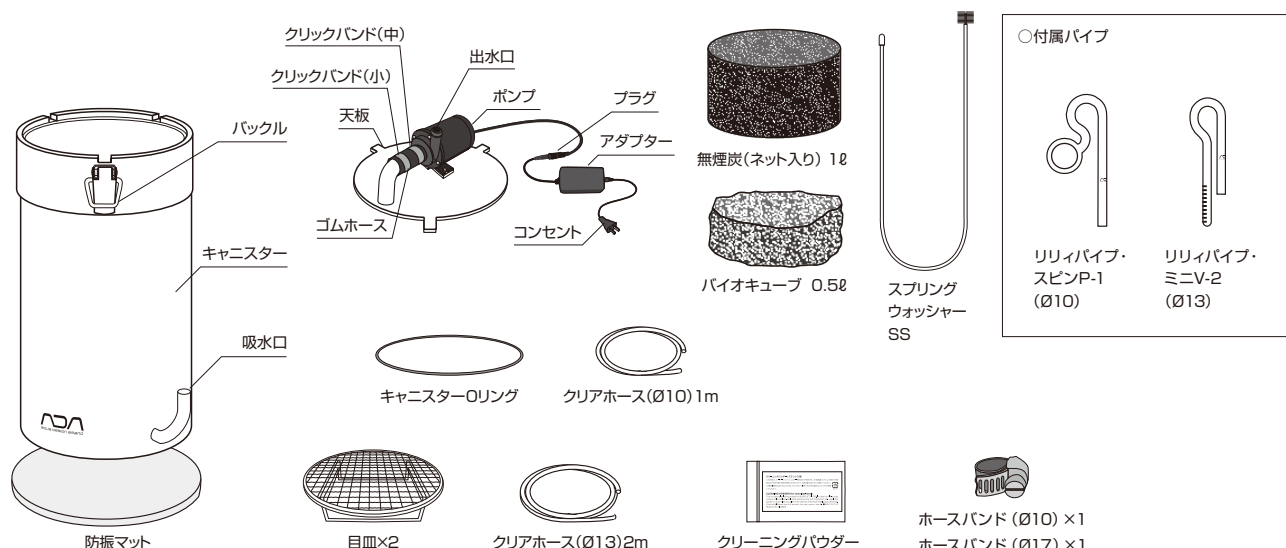 クリックバンド(中)
出水口
クリックバンド(小)
ポンプ
プラグ
バックル
天板
アダプター
ゴムホース
コンセント
キャニスター
吸水口
ADA
防振マット
無煙炭(ネット入り) 1ℓ
バイオキューブ 0.5ℓ
スプリング
ウォッシャー
SS
○付属パイプ
リリィパイプ・
スピンP-1
(Ø10)
リリィパイプ・
ミニV-2
(Ø13)
キャニスターOリング
クリアホース(Ø10)1m
目皿×2
クリアホース(Ø13)2m
クリーニングパウダー
ホースバンド(Ø10)×1
ホースバンド(Ø17)×1